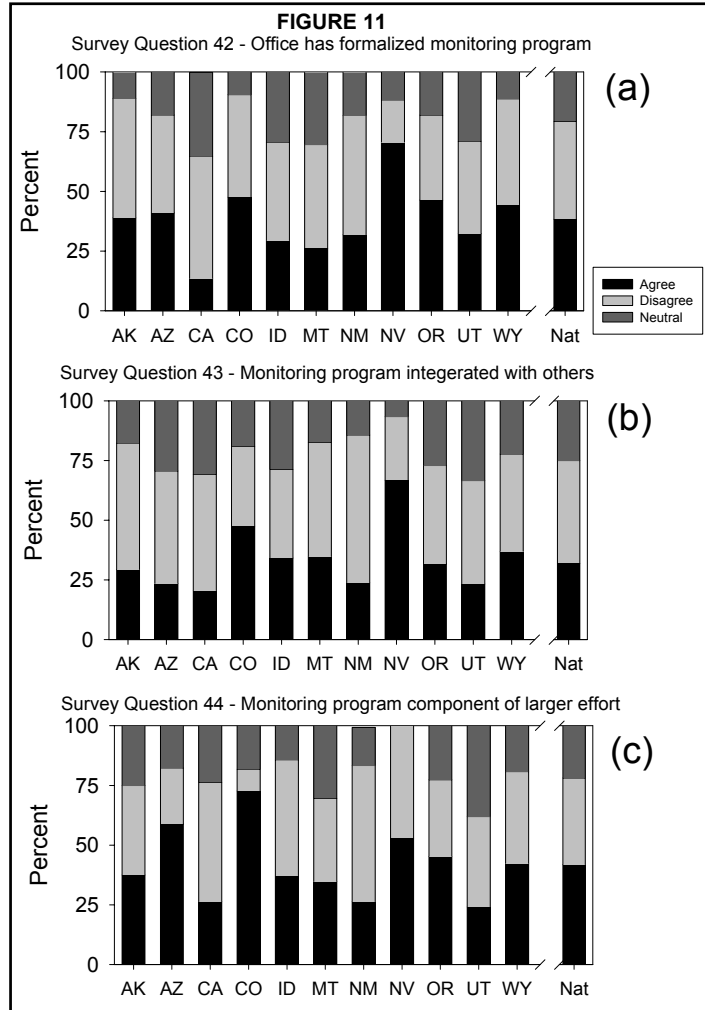 FIGURE 11
Survey Question 42 - Office has formalized monitoring program
(a)
100
75
50
25
0
Percent
AK AZ CA CO ID MT NM NV OR UT WY Nat
Agree
Disagree
Neutral
Survey Question 43 - Monitoring program integerated with others
(b)
100
75
50
25
0
Percent
AK AZ CA CO ID MT NM NV OR UT WY Nat
Survey Question 44 - Monitoring program component of larger effort
(c)
100
75
50
25
0
Percent
AK AZ CA CO ID MT NM NV OR UT WY Nat